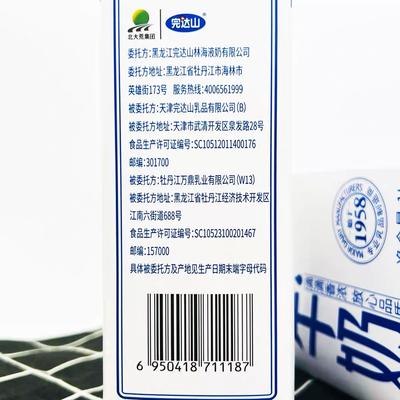 北大荒集团
完达山
委托方:黑龙江完达山林海液奶有限公司
委托方地址:黑龙江省牡丹江市海林市
英雄街173号 服务热线:4006561999
被委托方:天津完达山乳品有限公司(B)
被委托方地址:天津市武清开发区泉发路28号
食品生产许可证编号:SC10512011400176
邮编:301700
被委托方:牡丹江万鼎乳业有限公司(W13)
被委托方地址:黑龙江省牡丹江经济技术开发区
江南六街道688号
食品生产许可证编号:SC10523100201467
邮编:157000
具体被委托方及产地见生产日期末端字母代码
6 950418 711187
1958
滴滴香浓 放心品
牛奶